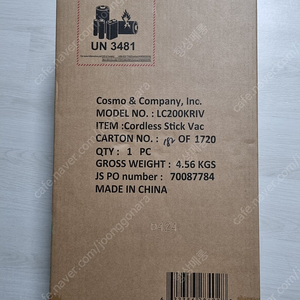 UN 3481
Cosmo & Company, Inc.
MODEL NO. : LC200KRIV
ITEM :Cordless Stick Vac
CARTON NO. : OF 1720
QTY : 1 PC
GROSS WEIGHT : 4.56 KGS
JS PO number : 70087784
MADE IN CHINA